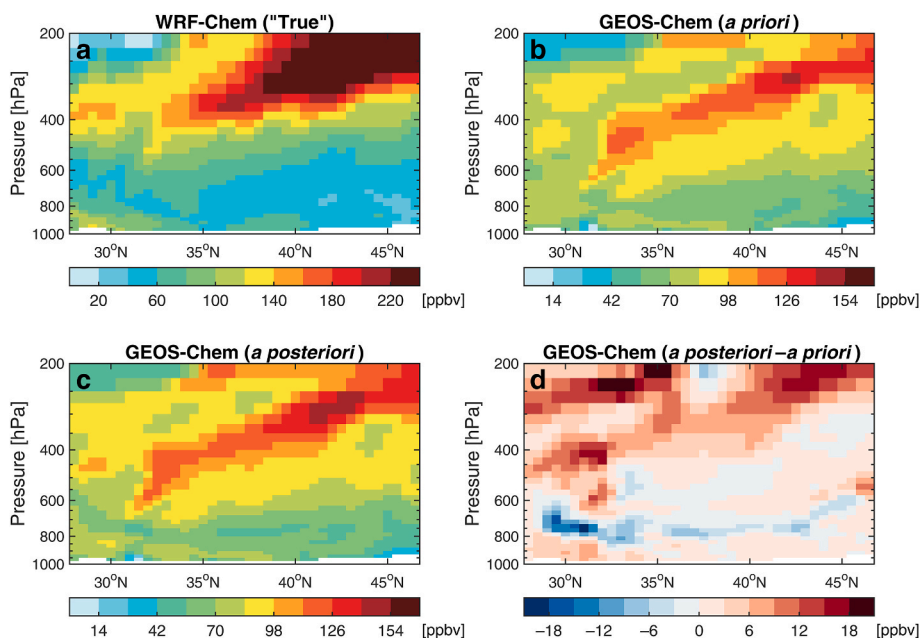 WRF-Chem ("True")
a
Pressure [hPa]
200
400
600
800
1000
30°N 35°N 40°N 45°N
20 60 100 140 180 220 [ppbv]
GEOS-Chem (a priori)
b
Pressure [hPa]
200
400
600
800
1000
30°N 35°N 40°N 45°N
14 42 70 98 126 154 [ppbv]
GEOS-Chem (a posteriori)
c
Pressure [hPa]
200
400
600
800
1000
30°N 35°N 40°N 45°N
14 42 70 98 126 154 [ppbv]
GEOS-Chem (a posteriori–a priori)
d
Pressure [hPa]
200
400
600
800
1000
30°N 35°N 40°N 45°N
−18 −12 −6 0 6 12 18 [ppbv]